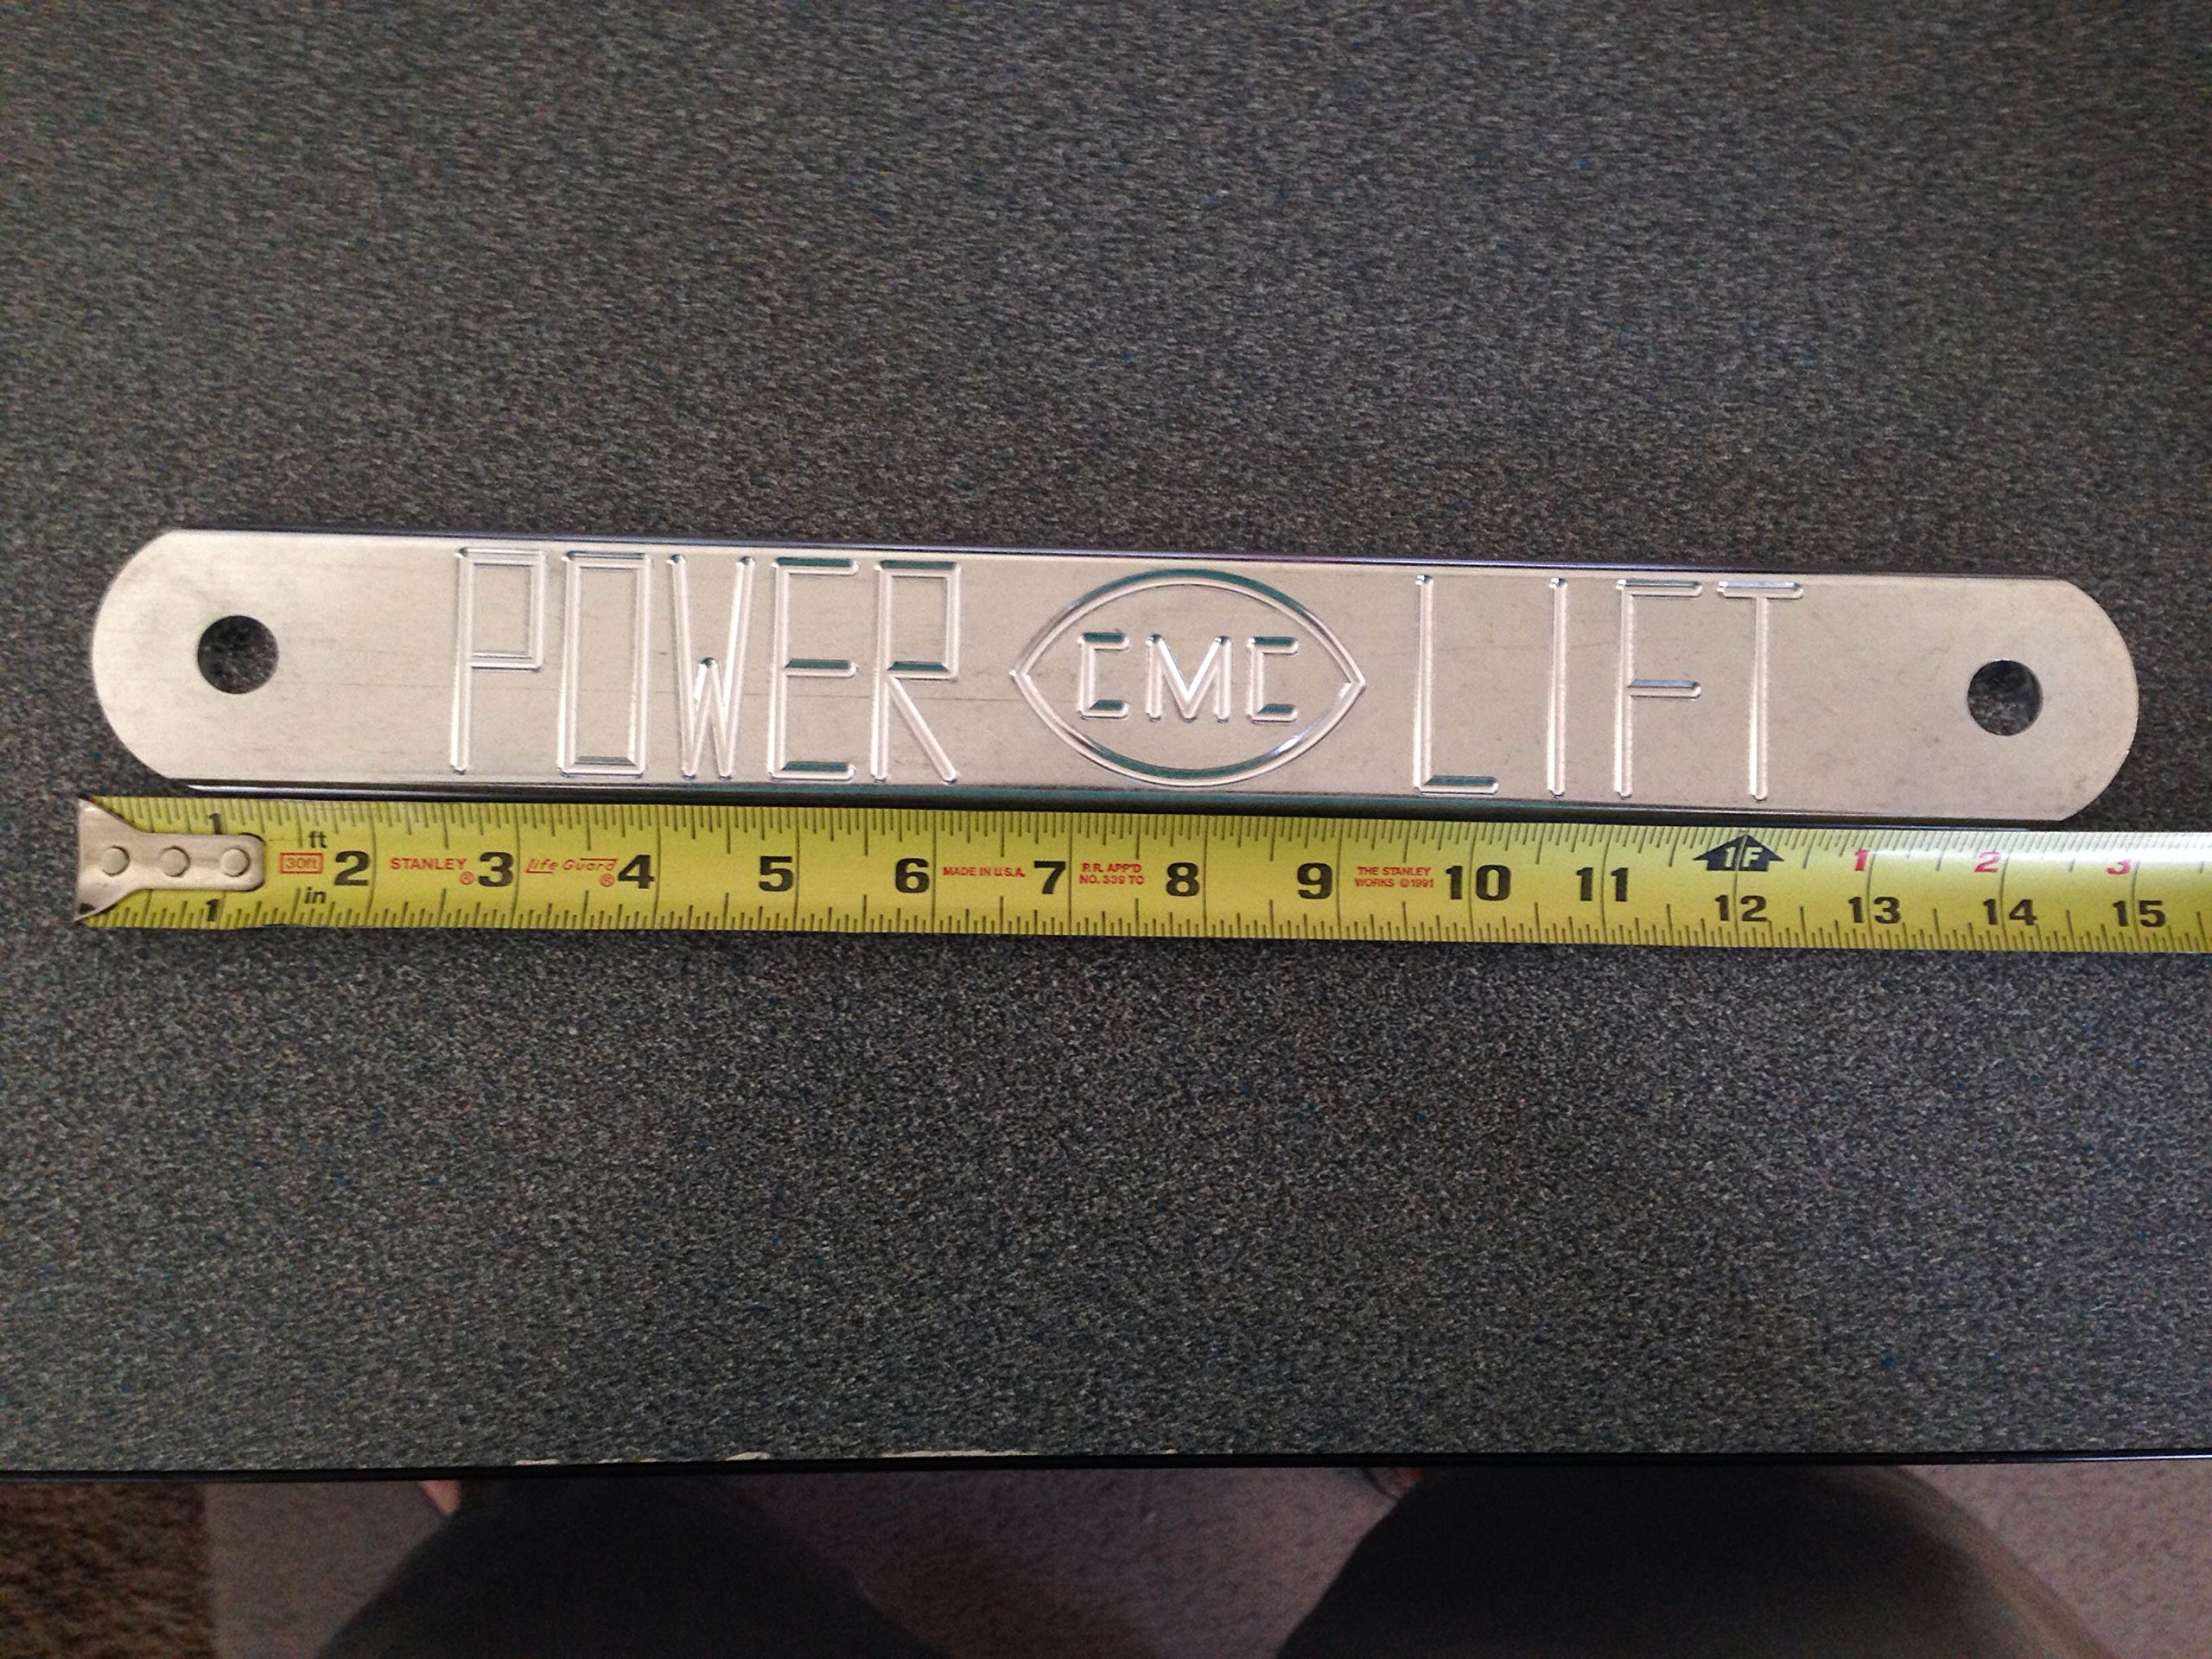 POWER CMC LIFT
1 ft 1 2 3
30ft. 2 STANLEY® 3 Life Guard® 4 5 6 MADE IN U.S.A. 7 R.R. APP'D NO. 339 TO 8 9 THE STANLEY WORKS ©1991 10 11 1F 12 13 14 15
1 in